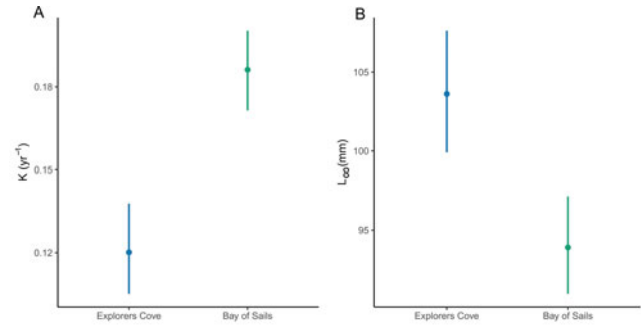 A
K (yr⁻¹)
0.18
0.15
0.12
Explorers Cove Bay of Sails
B
L∞(mm)
105
100
95
Explorers Cove Bay of Sails